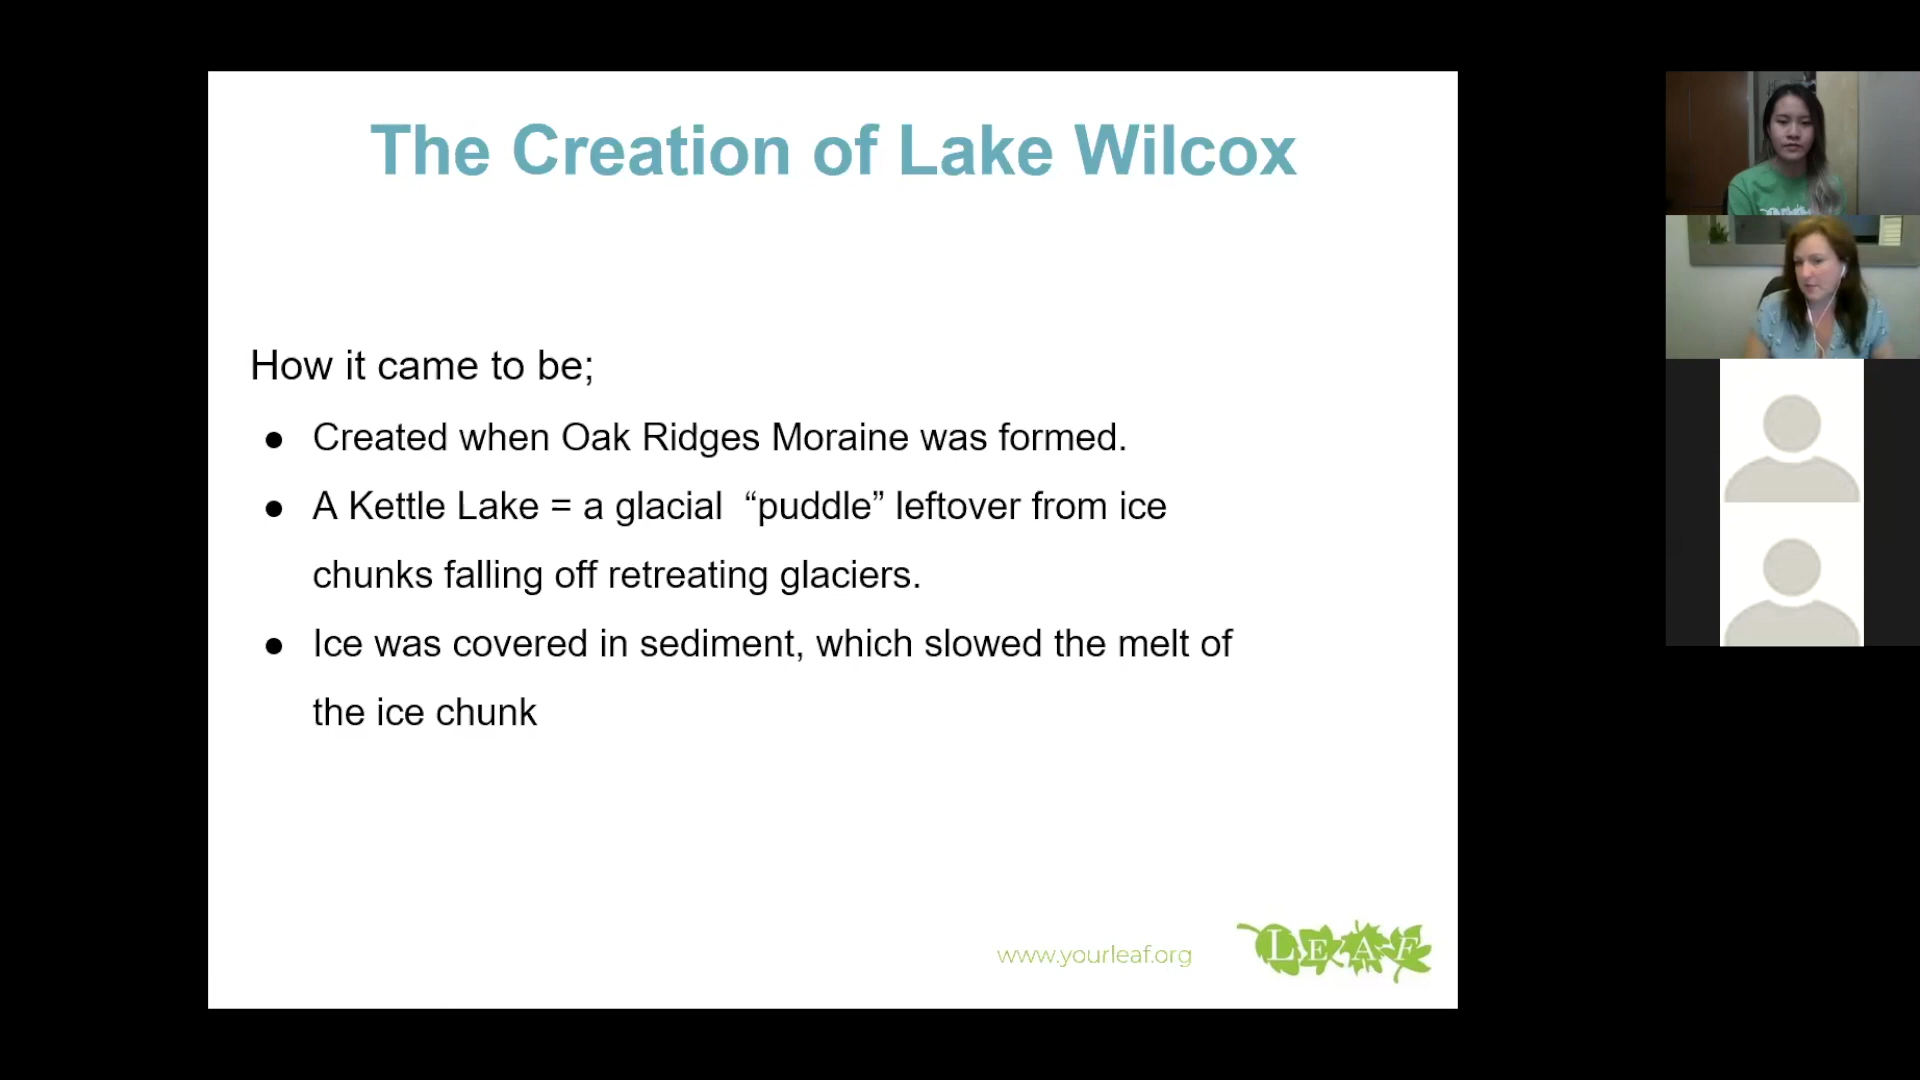 The Creation of Lake Wilcox
How it came to be;
● Created when Oak Ridges Moraine was formed.
● A Kettle Lake = a glacial  “puddle” leftover from ice
chunks falling off retreating glaciers.
● Ice was covered in sediment, which slowed the melt of
the ice chunk
www.yourleaf.org
LEAF